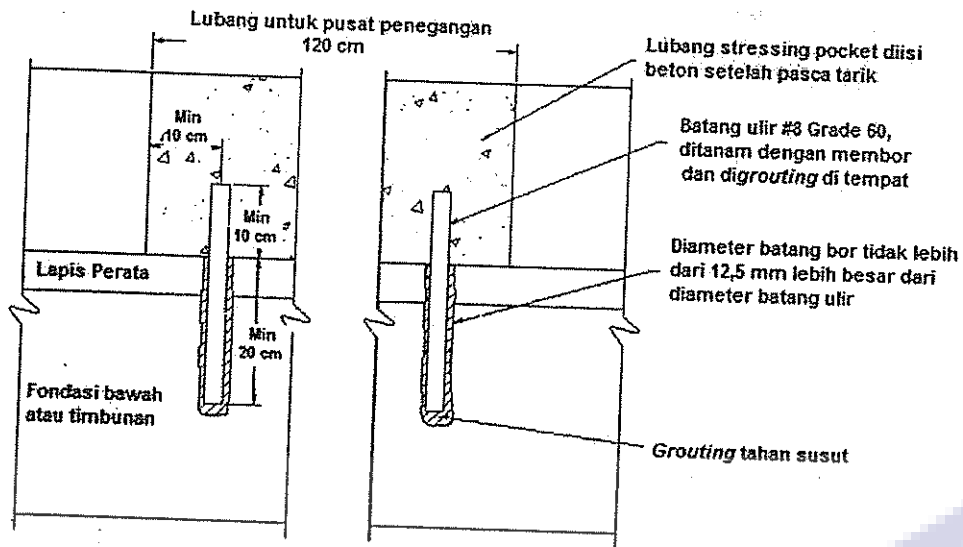 Lubang untuk pusat penegangan
120 cm
Lubang stressing pocket diisi
beton setelah pasca tarik
Min
10 cm
Batang ulir #8 Grade 60,
ditanam dengan membor
dan digrouting di tempat
Min
10 cm
Lapis Perata
Diameter batang bor tidak lebih
dari 12,5 mm lebih besar dari
diameter batang ulir
Min
20 cm
Fondasi bawah
atau timbunan
Grouting tahan susut